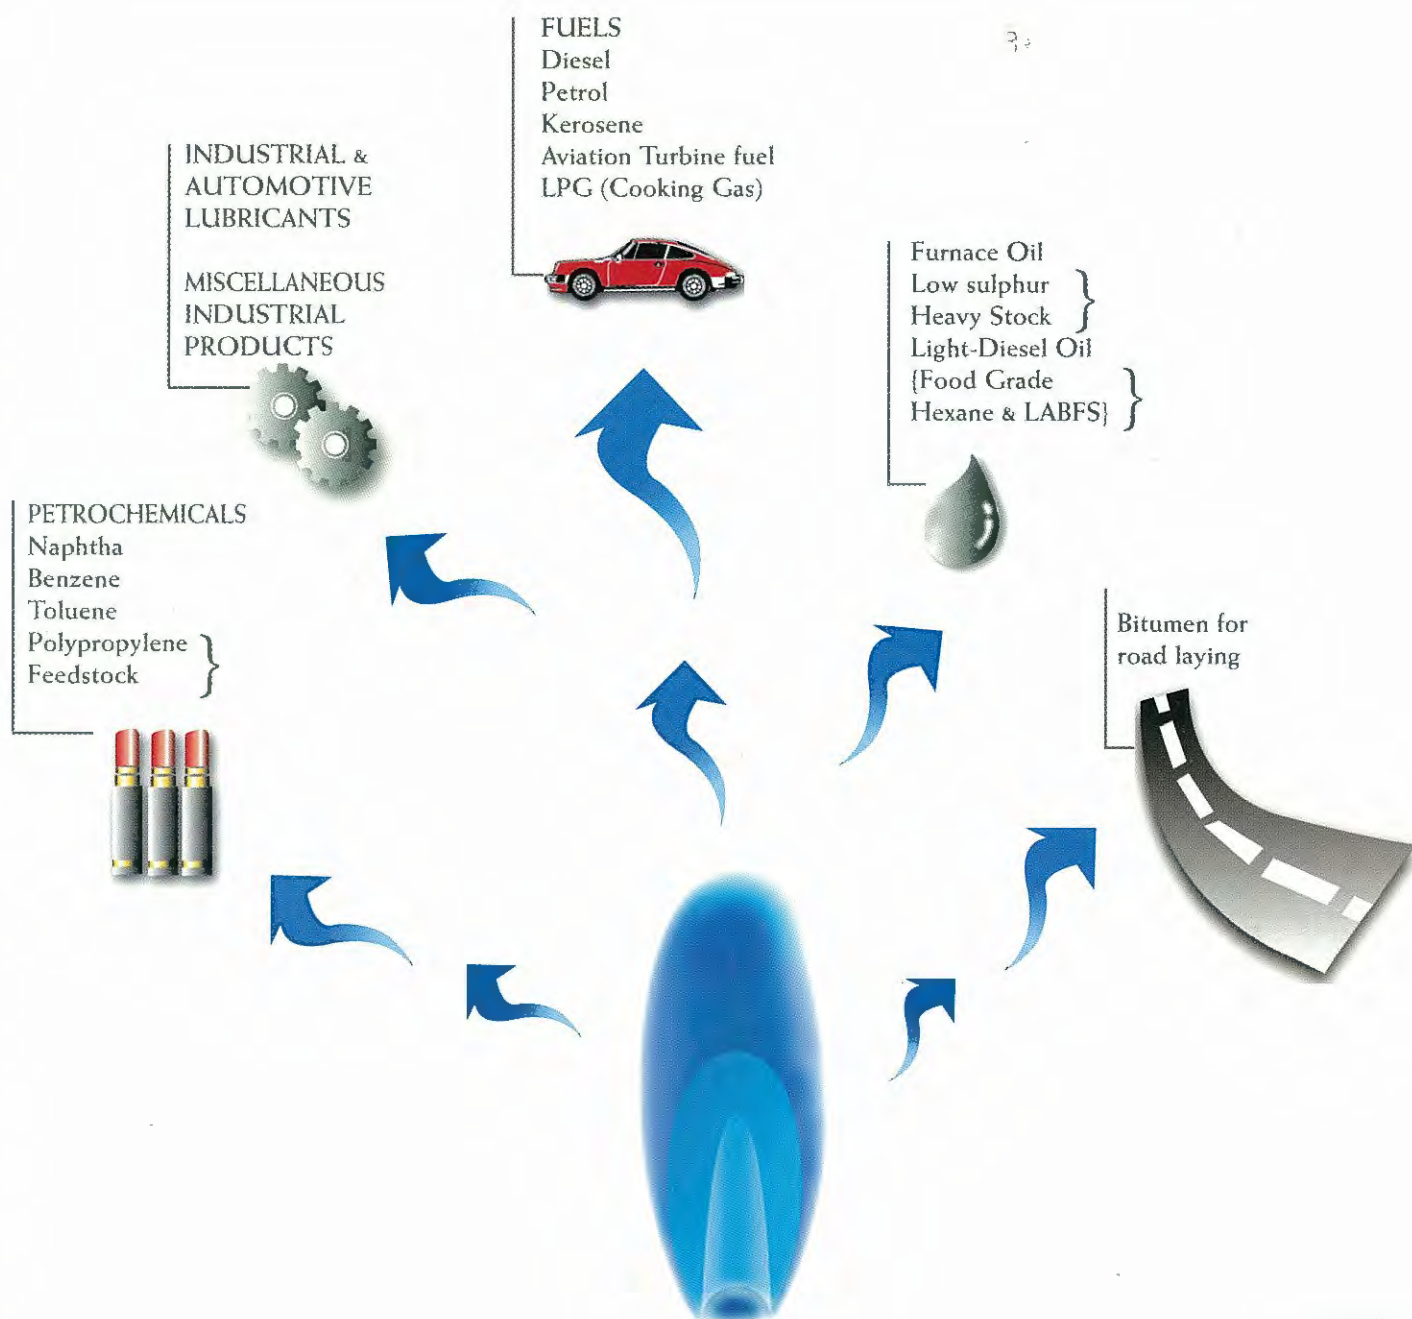 FUELS
Diesel
Petrol
Kerosene
Aviation Turbine fuel
LPG (Cooking Gas)
INDUSTRIAL &
AUTOMOTIVE
LUBRICANTS
MISCELLANEOUS
INDUSTRIAL
PRODUCTS
Furnace Oil
Low sulphur
Heavy Stock }
Light-Diesel Oil
{Food Grade
Hexane & LABFS} }
PETROCHEMICALS
Naphtha
Benzene
Toluene
Polypropylene
Feedstock }
Bitumen for
road laying